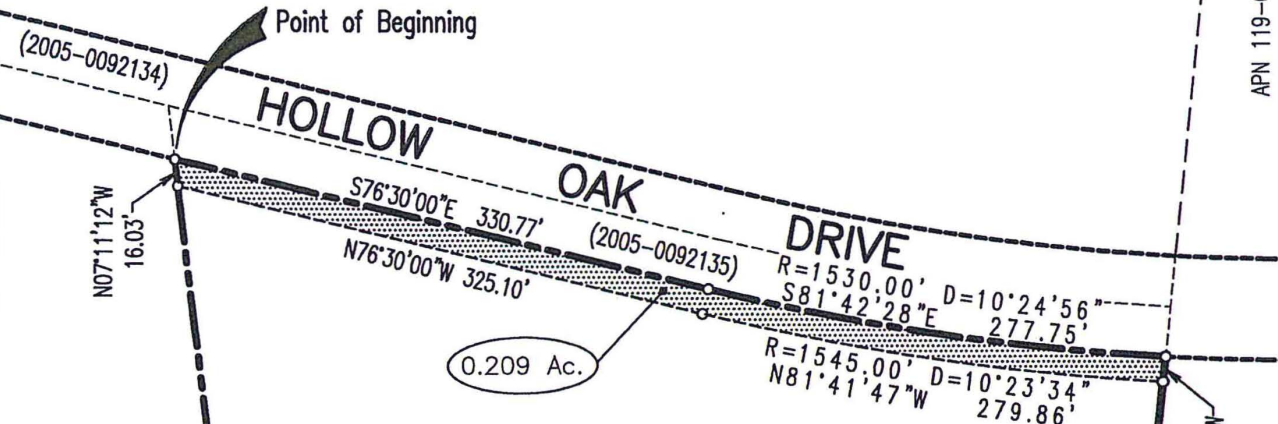 Point of Beginning
(2005-0092134)
HOLLOW OAK DRIVE
N07°11'12"W
16.03'
S76°30'00"E 330.77'
(2005-0092135)
N76°30'00"W 325.10'
R=1530.00' D=10°24'56"
S81°42'28"E 277.75'
R=1545.00' D=10°23'34"
N81°41'47"W 279.86'
0.209 Ac.
APN 119-